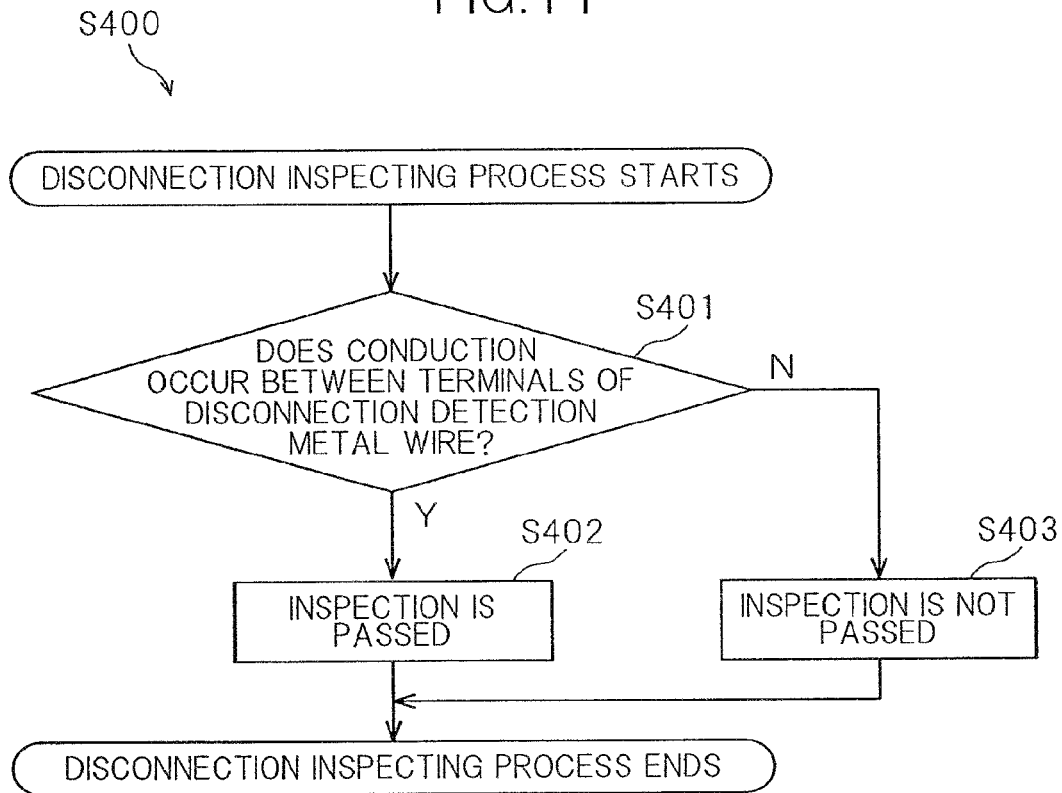 S400
DISCONNECTION INSPECTING PROCESS STARTS
S401
DOES CONDUCTION
OCCUR BETWEEN TERMINALS OF
DISCONNECTION DETECTION
METAL WIRE?
N
Y
S402
S403
INSPECTION IS
PASSED
INSPECTION IS NOT
PASSED
DISCONNECTION INSPECTING PROCESS ENDS